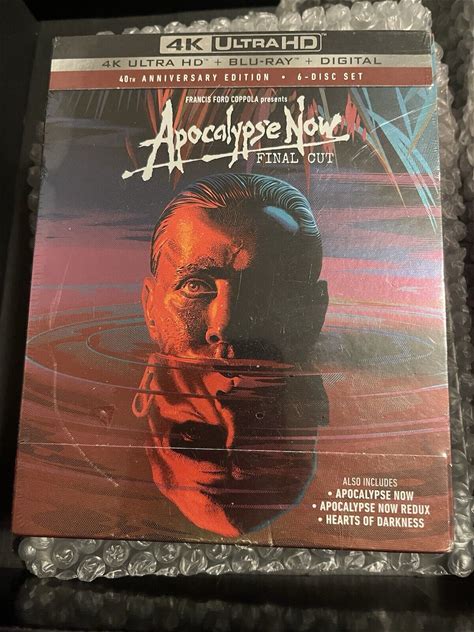 4K ULTRA HD
4K ULTRA HD + BLU-RAY + DIGITAL
40TH ANNIVERSARY EDITION • 6-DISC SET
FRANCIS FORD COPPOLA presents
Apocalypse Now
FINAL CUT
ALSO INCLUDES
• APOCALYPSE NOW
• APOCALYPSE NOW REDUX
• HEARTS OF DARKNESS